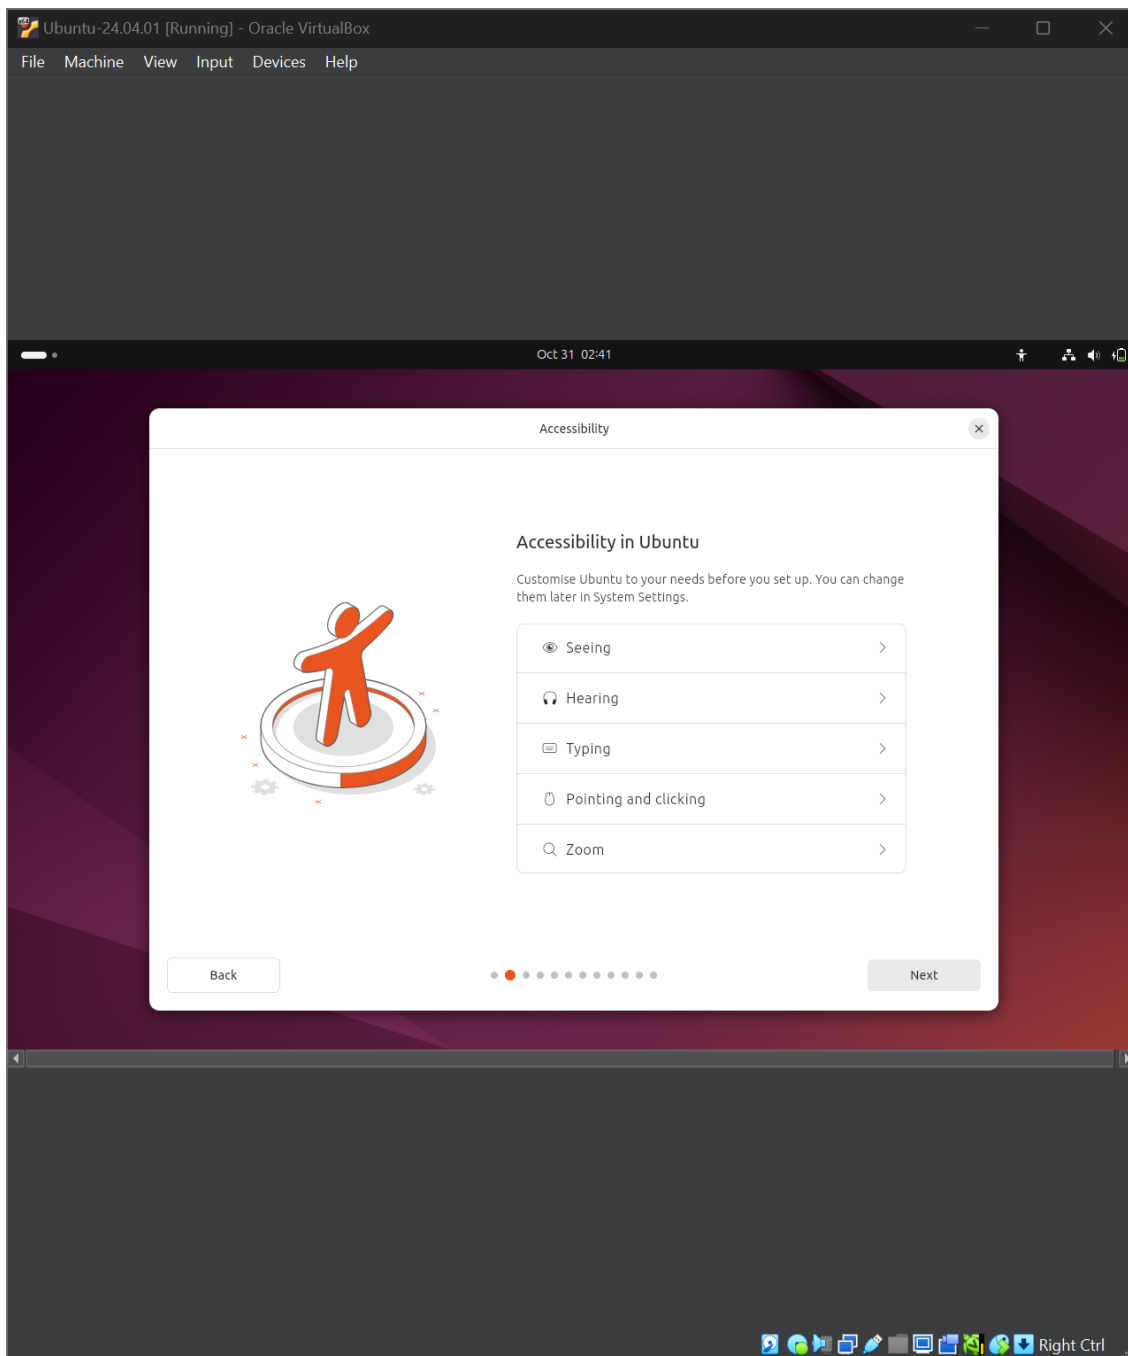 Ubuntu-24.04.01 [Running] - Oracle VirtualBox
File Machine View Input Devices Help
Oct 31 02:41
Accessibility
Accessibility in Ubuntu
Customise Ubuntu to your needs before you set up. You can change
them later in System Settings.
Seeing
Hearing
Typing
Pointing and clicking
Zoom
Back
Next
Right Ctrl